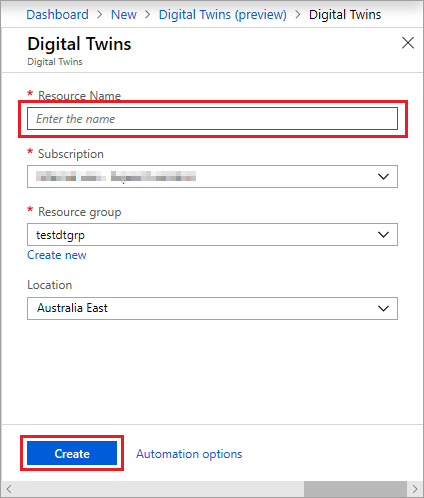 Dashboard > New > Digital Twins (preview) > Digital Twins
Digital Twins
Digital Twins
* Resource Name
Enter the name
* Subscription
* Resource group
testdtgrp
Create new
Location
Australia East
Create
Automation options